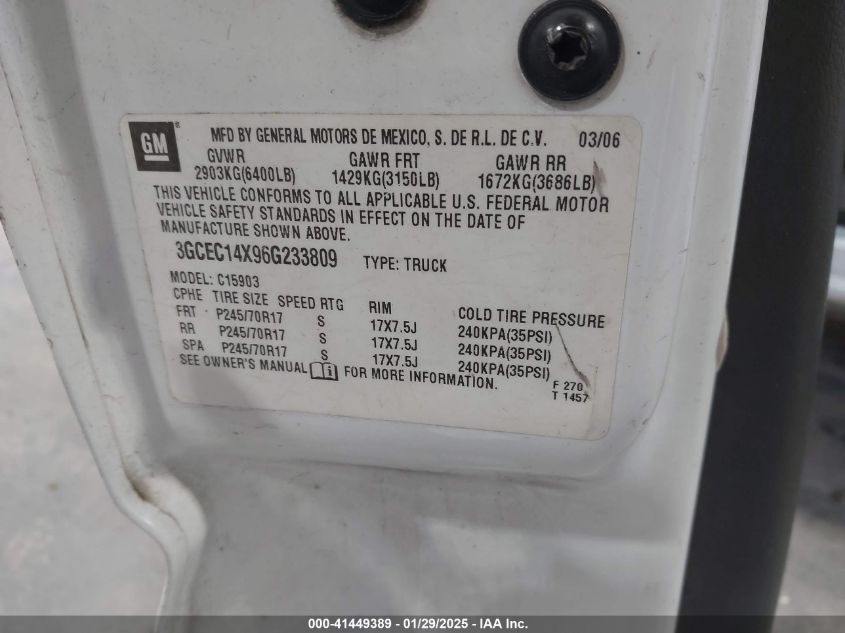 GM ® MFD BY GENERAL MOTORS DE MEXICO, S. DE R.L. DE C.V. 03/06
GVWR GAWR FRT GAWR RR
2903KG(6400LB) 1429KG(3150LB) 1672KG(3686LB)
THIS VEHICLE CONFORMS TO ALL APPLICABLE U.S. FEDERAL MOTOR
VEHICLE SAFETY STANDARDS IN EFFECT ON THE DATE OF
MANUFACTURE SHOWN ABOVE.
3GCEC14X96G233809 TYPE: TRUCK
MODEL: C15903
CPHE TIRE SIZE SPEED RTG RIM COLD TIRE PRESSURE
FRT P245/70R17 S 17X7.5J 240KPA(35PSI)
RR P245/70R17 S 17X7.5J 240KPA(35PSI)
SPA P245/70R17 S 17X7.5J 240KPA(35PSI)
SEE OWNER'S MANUAL i FOR MORE INFORMATION.
F 270
T 1457
000-41449389 - 01/29/2025 - IAA Holdings, LLC.